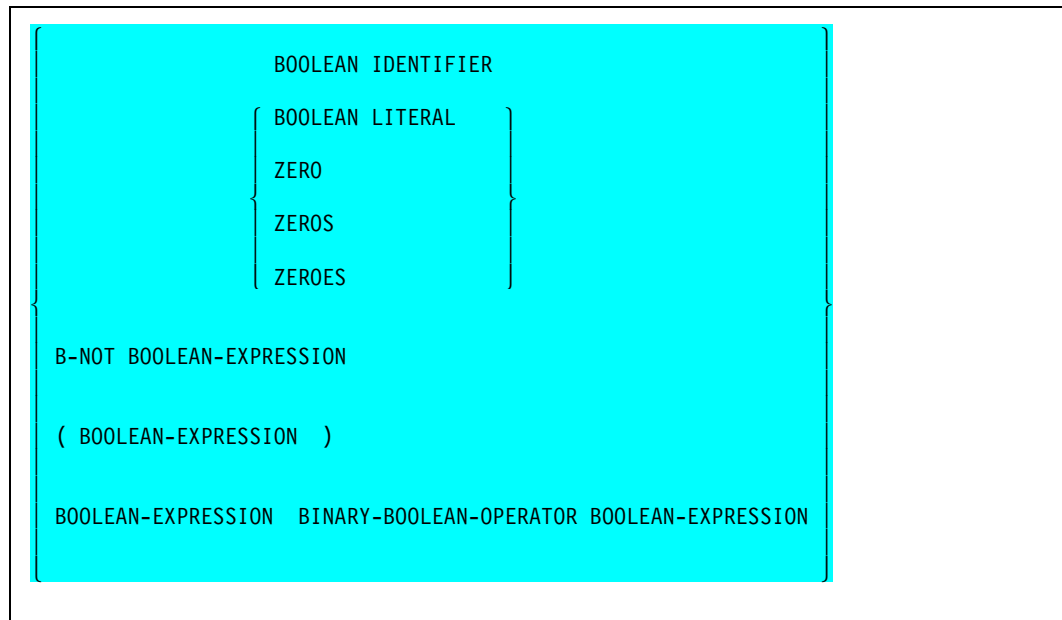 BOOLEAN IDENTIFIER
BOOLEAN LITERAL
ZERO
ZEROS
ZEROES
B-NOT BOOLEAN-EXPRESSION
( BOOLEAN-EXPRESSION )
BOOLEAN-EXPRESSION BINARY-BOOLEAN-OPERATOR BOOLEAN-EXPRESSION